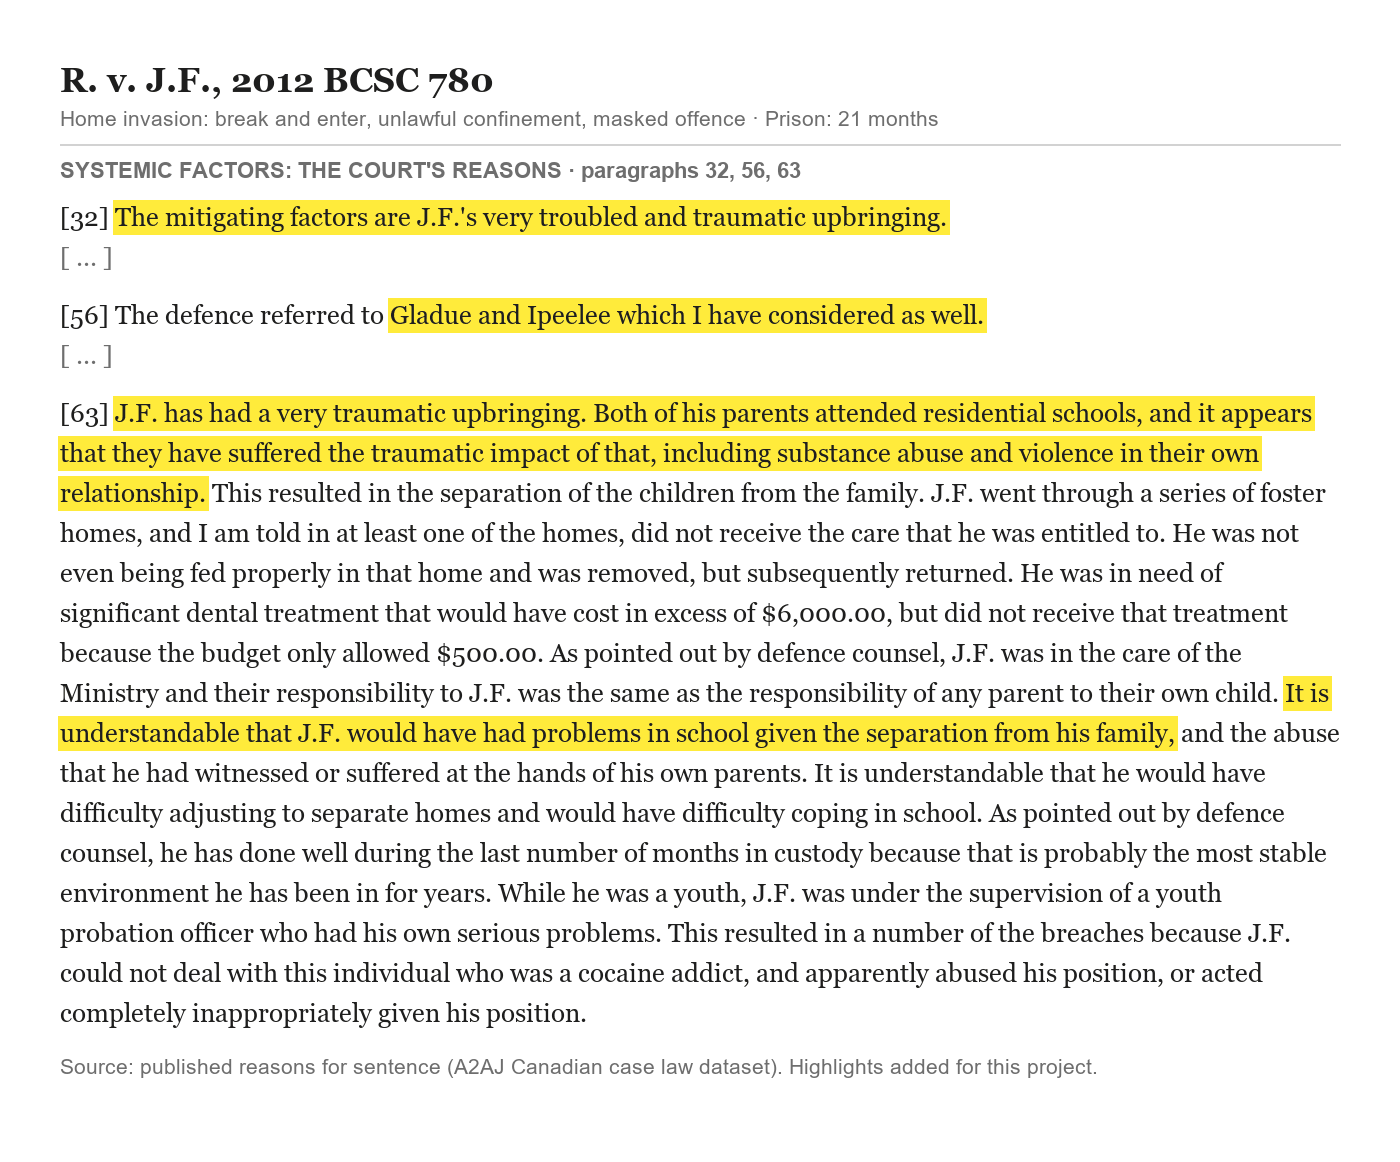 R. v. J.F., 2012 BCSC 780
Home invasion: break and enter, unlawful confinement, masked offence · Prison: 21 months
SYSTEMIC FACTORS: THE COURT'S REASONS · paragraphs 32, 56, 63
[32] The mitigating factors are J.F.'s very troubled and traumatic upbringing.
[ ... ]
[56] The defence referred to Gladue and Ipeelee which I have considered as well.
[ ... ]
[63] J.F. has had a very traumatic upbringing. Both of his parents attended residential schools, and it appears
that they have suffered the traumatic impact of that, including substance abuse and violence in their own
relationship. This resulted in the separation of the children from the family. J.F. went through a series of foster
homes, and I am told in at least one of the homes, did not receive the care that he was entitled to. He was not
even being fed properly in that home and was removed, but subsequently returned. He was in need of
significant dental treatment that would have cost in excess of $6,000.00, but did not receive that treatment
because the budget only allowed $500.00. As pointed out by defence counsel, J.F. was in the care of the
Ministry and their responsibility to J.F. was the same as the responsibility of any parent to their own child. It is
understandable that J.F. would have had problems in school given the separation from his family, and the abuse
that he had witnessed or suffered at the hands of his own parents. It is understandable that he would have
difficulty adjusting to separate homes and would have difficulty coping in school. As pointed out by defence
counsel, he has done well during the last number of months in custody because that is probably the most stable
environment he has been in for years. While he was a youth, J.F. was under the supervision of a youth
probation officer who had his own serious problems. This resulted in a number of the breaches because J.F.
could not deal with this individual who was a cocaine addict, and apparently abused his position, or acted
completely inappropriately given his position.
Source: published reasons for sentence (A2AJ Canadian case law dataset). Highlights added for this project.